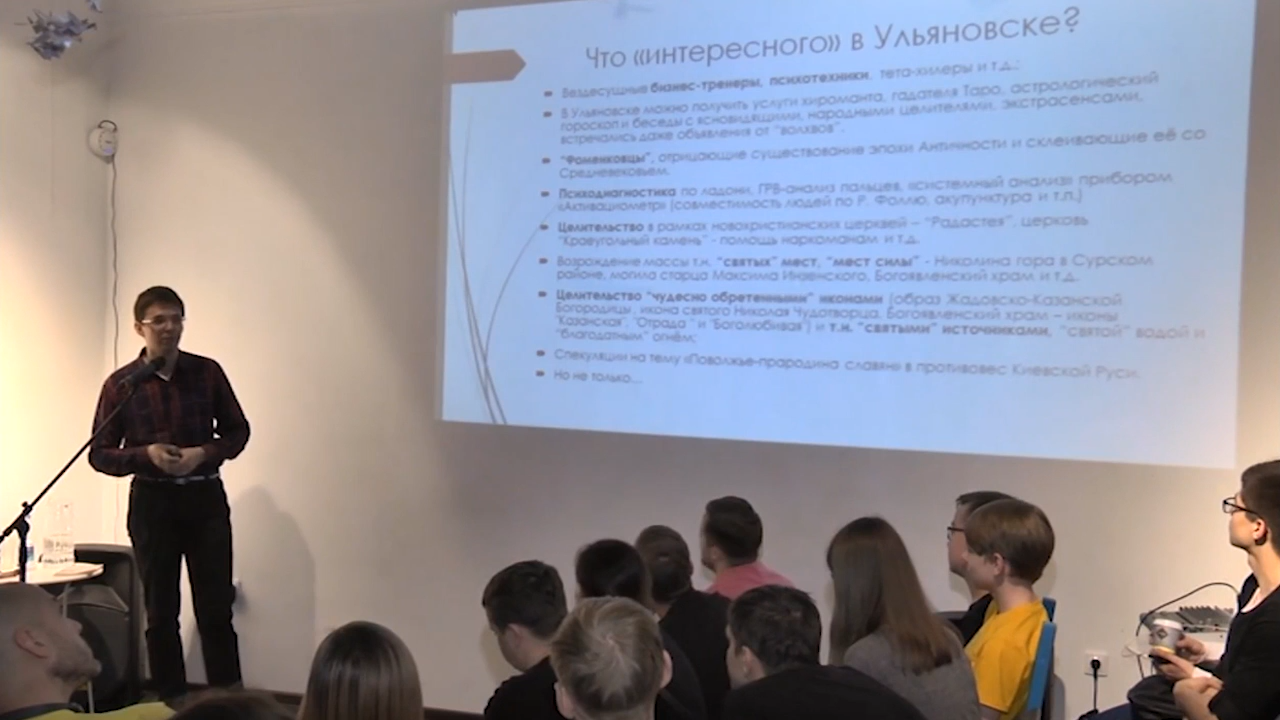 Что «интересного» в Ульяновске?
Вездесущные бизнес-тренеры, психотехники, тета-хилеры и т.д.;
В Ульяновске можно получить услуги хироманта, гадателя Таро, астрологический
гороскоп и беседы с ясновидящими, народными целителями, экстрасенсами,
встречались даже объявления от "волхвов".
"Фоменковцы", отрицающие существование эпохи Античности и склеивающие её со
Средневековьем.
Психодиагностика по ладони, ГРВ-анализ пальцев, «системный анализ» прибором
«Активациометр» (совместимость людей по Р. Фоллю, акупунктура и т.п.)
Целительство в рамках новохристианских церквей – "Радастея", церковь
"Краеугольный камень" - помощь наркоманам и т.д.
Возрождение массы т.н. "святых" мест, "мест силы" - Николина гора в Сурском
районе, могила старца Максима Инзенского, Богоявленский храм и т.д.
Целительство "чудесно обретенными" иконами (образ Жадовско-Казанской
Богородицы, икона святого Николая Чудотворца, Богоявленский храм – иконы
"Казанская", "Отрада" и "Боголюбивая") и т.н. "святыми" источниками, "святой" водой и
"благодатным" огнём;
Спекуляции на тему «Поволжье-прародина славян» в противовес Киевской Руси.
Но не только...